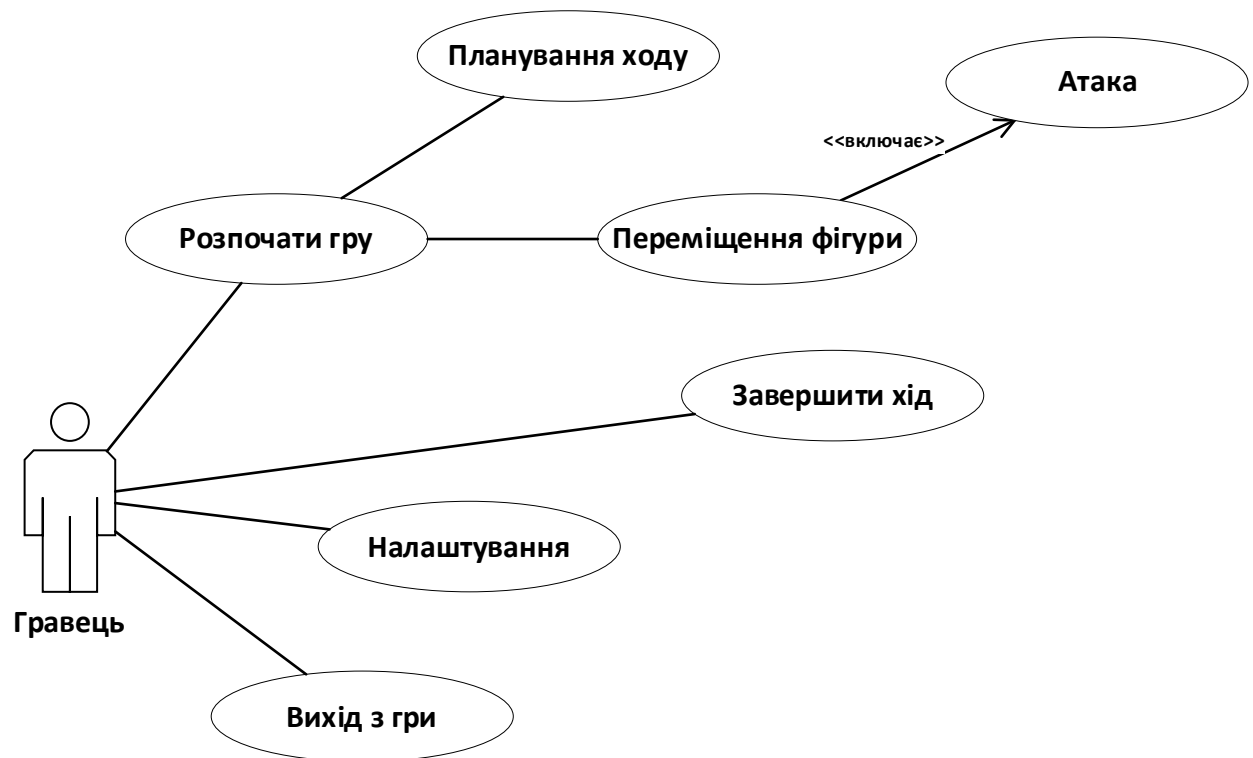 Планування ходу
Атака
<<включає>>
Розпочати гру
Переміщення фігури
Завершити хід
Налаштування
Гравець
Вихід з гри